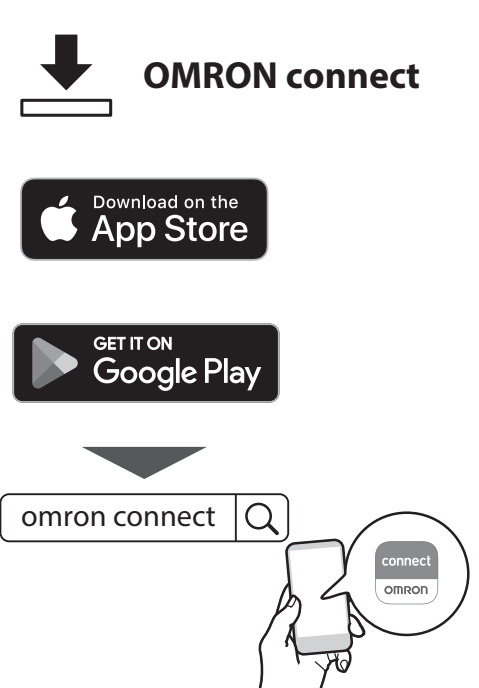 OMRON connect
Download on the
App Store
GET IT ON
Google Play
omron connect
connect
OMRON